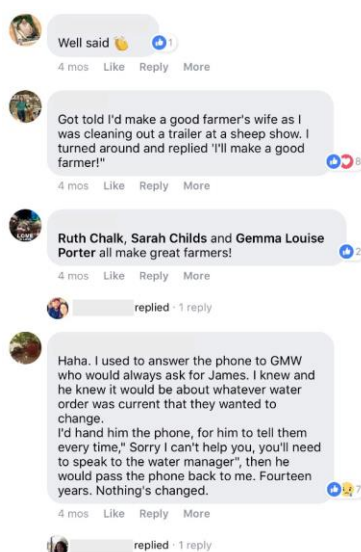 Well said 👏
1
4 mos Like Reply More
Got told I'd make a good farmer's wife as I
was cleaning out a trailer at a sheep show. I
turned around and replied 'I'll make a good
farmer!"
8
4 mos Like Reply More
Ruth Chalk, Sarah Childs and Gemma Louise
Porter all make great farmers!
2
4 mos Like Reply More
replied · 1 reply
Haha. I used to answer the phone to GMW
who would always ask for James. I knew and
he knew it would be about whatever water
order was current that they wanted to
change.
I'd hand him the phone, for him to tell them
every time," Sorry I can't help you, you'll need
to speak to the water manager", then he
would pass the phone back to me. Fourteen
years. Nothing's changed.
7
4 mos Like Reply More
replied · 1 reply